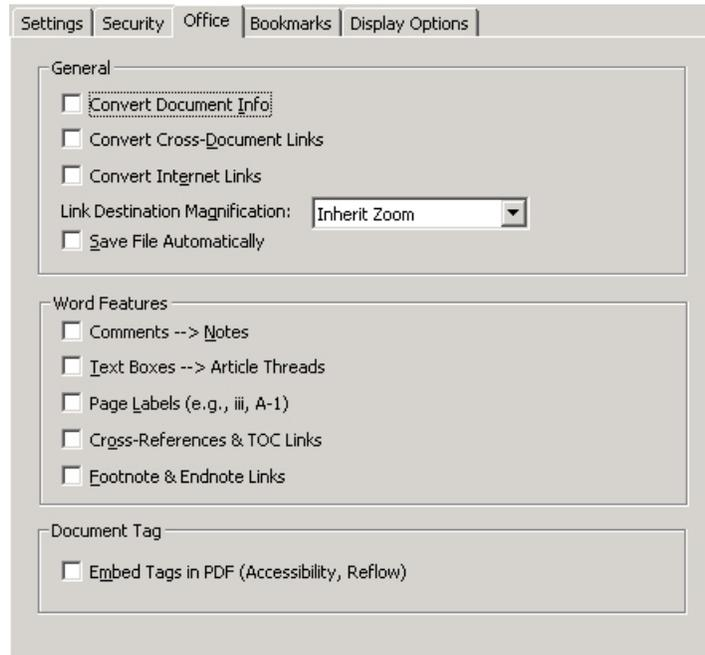 Settings Security Office Bookmarks Display Options
General
Convert Document Info
Convert Cross-Document Links
Convert Internet Links
Link Destination Magnification: Inherit Zoom
Save File Automatically
Word Features
Comments --> Notes
Text Boxes --> Article Threads
Page Labels (e.g., iii, A-1)
Cross-References & TOC Links
Footnote & Endnote Links
Document Tag
Embed Tags in PDF (Accessibility, Reflow)